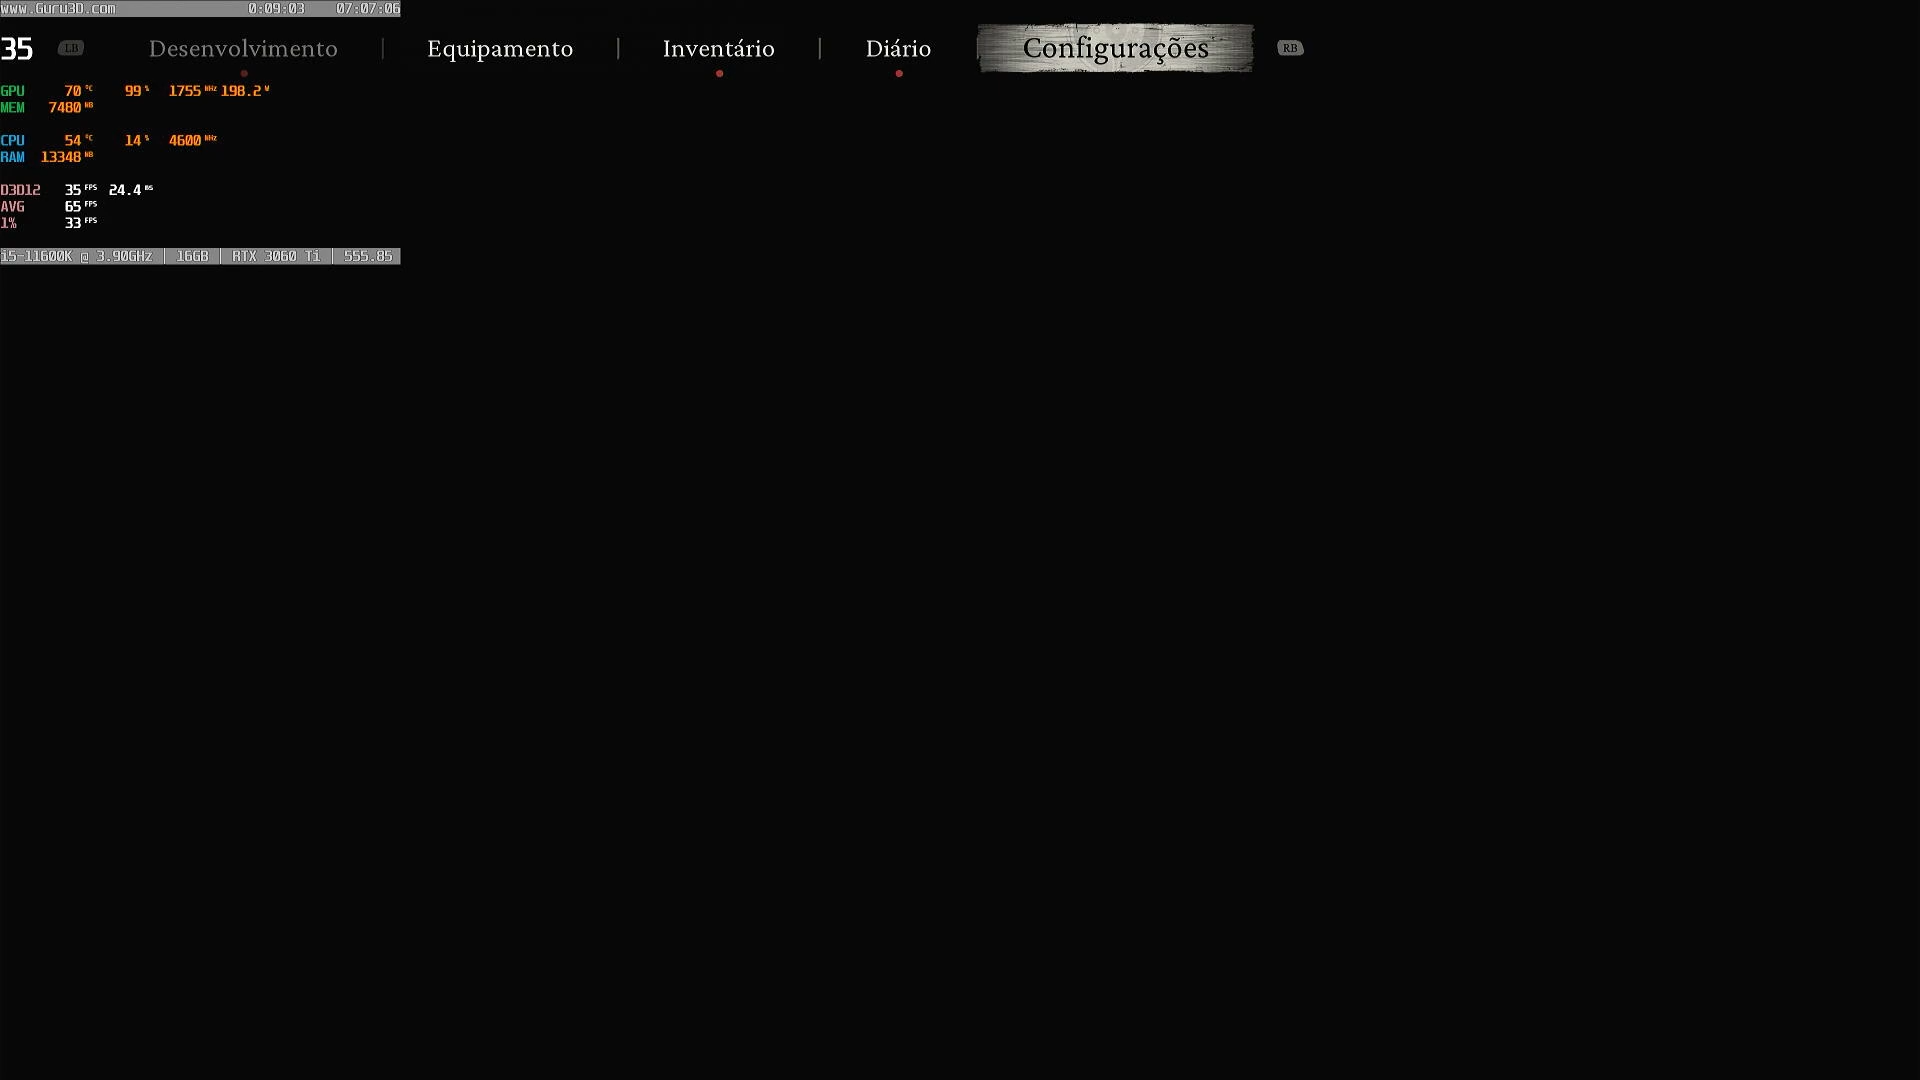 www.Guru3D.com 0:09:03 07:07:06
35 LB Desenvolvimento | Equipamento | Inventário | Diário Configurações RB
GPU 70 °C 99 % 1755 MHz 198.2 W
MEM 7480 MB
CPU 54 °C 14 % 4600 MHz
RAM 13348 MB
D3D12 35 FPS 24.4 ms
AVG 65 FPS
1% 33 FPS
i5-11600K @ 3.90GHz | 16GB | RTX 3060 Ti | 555.85